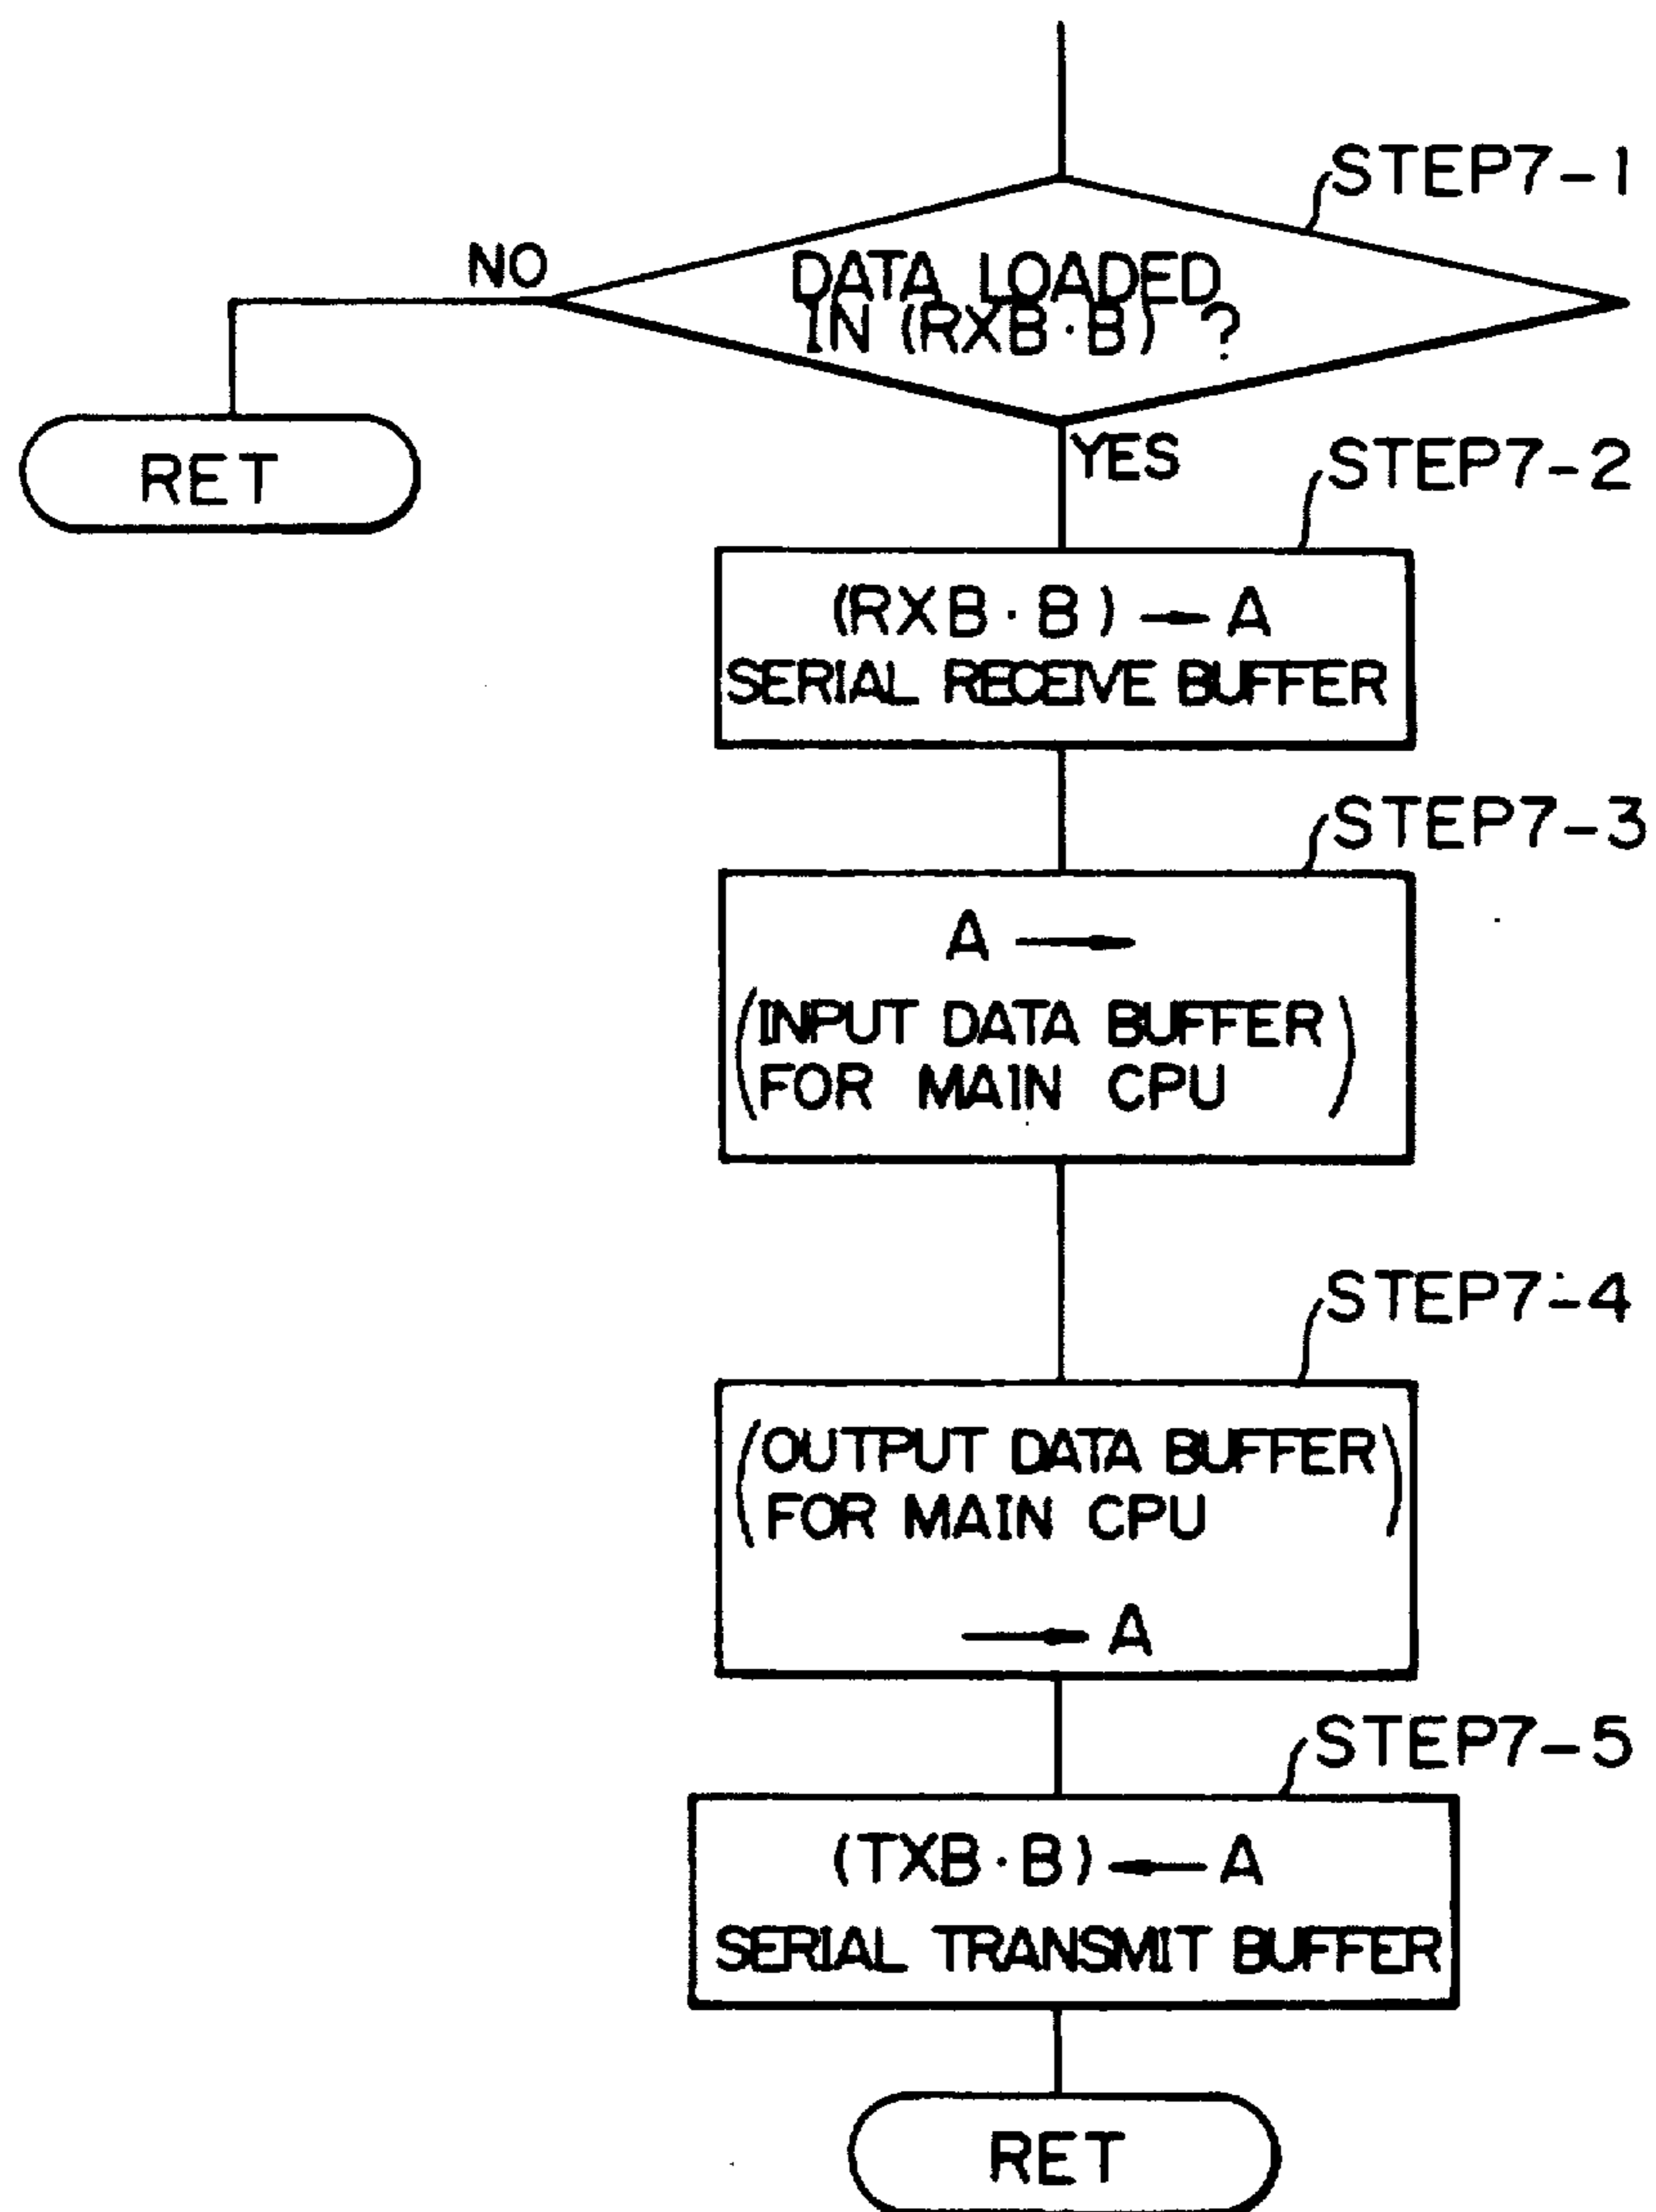 STEP7-1
NO
DATA LOADED
IN (RXB·B) ?
RET
YES
STEP7-2
(RXB·B) → A
SERIAL RECEIVE BUFFER
STEP7-3
A →
(INPUT DATA BUFFER
FOR MAIN CPU)
STEP7-4
(OUTPUT DATA BUFFER
FOR MAIN CPU)
→ A
STEP7-5
(TXB·B) ← A
SERIAL TRANSMIT BUFFER
RET